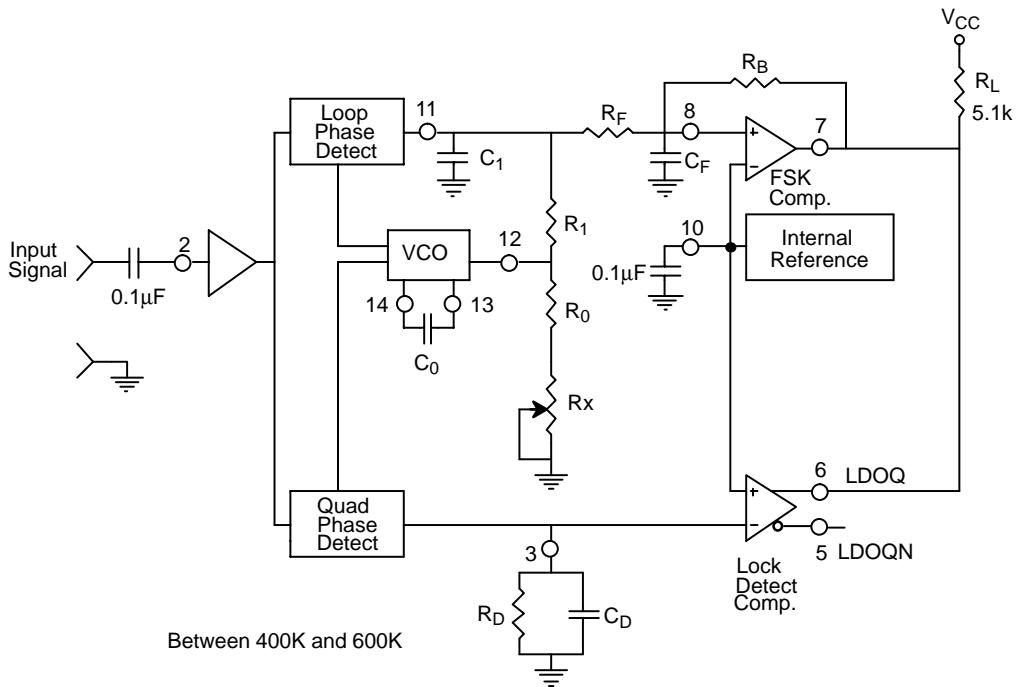 V_CC
R_B
R_L
5.1k
Loop
Phase
Detect
11
R_F
8
7
C_1
C_F
+
−
FSK
Comp.
R_1
10
Internal
Reference
Input
Signal
2
VCO
12
0.1μF
0.1μF
14
13
C_0
R_0
Rx
6
LDOQ
+
−
5
LDOQN
Quad
Phase
Detect
3
Lock
Detect
Comp.
R_D
C_D
Between 400K and 600K